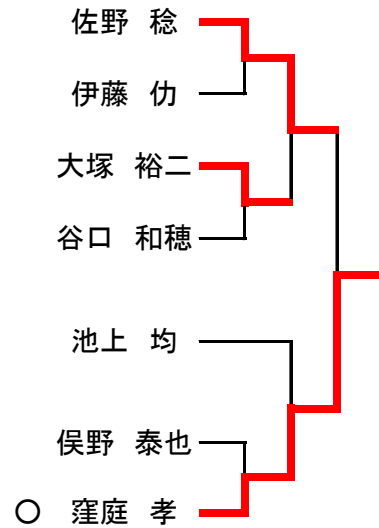 佐野 稔
伊藤 仂
大塚 裕二
谷口 和穂
池上 均
俣野 泰也
○ 窪庭 孝